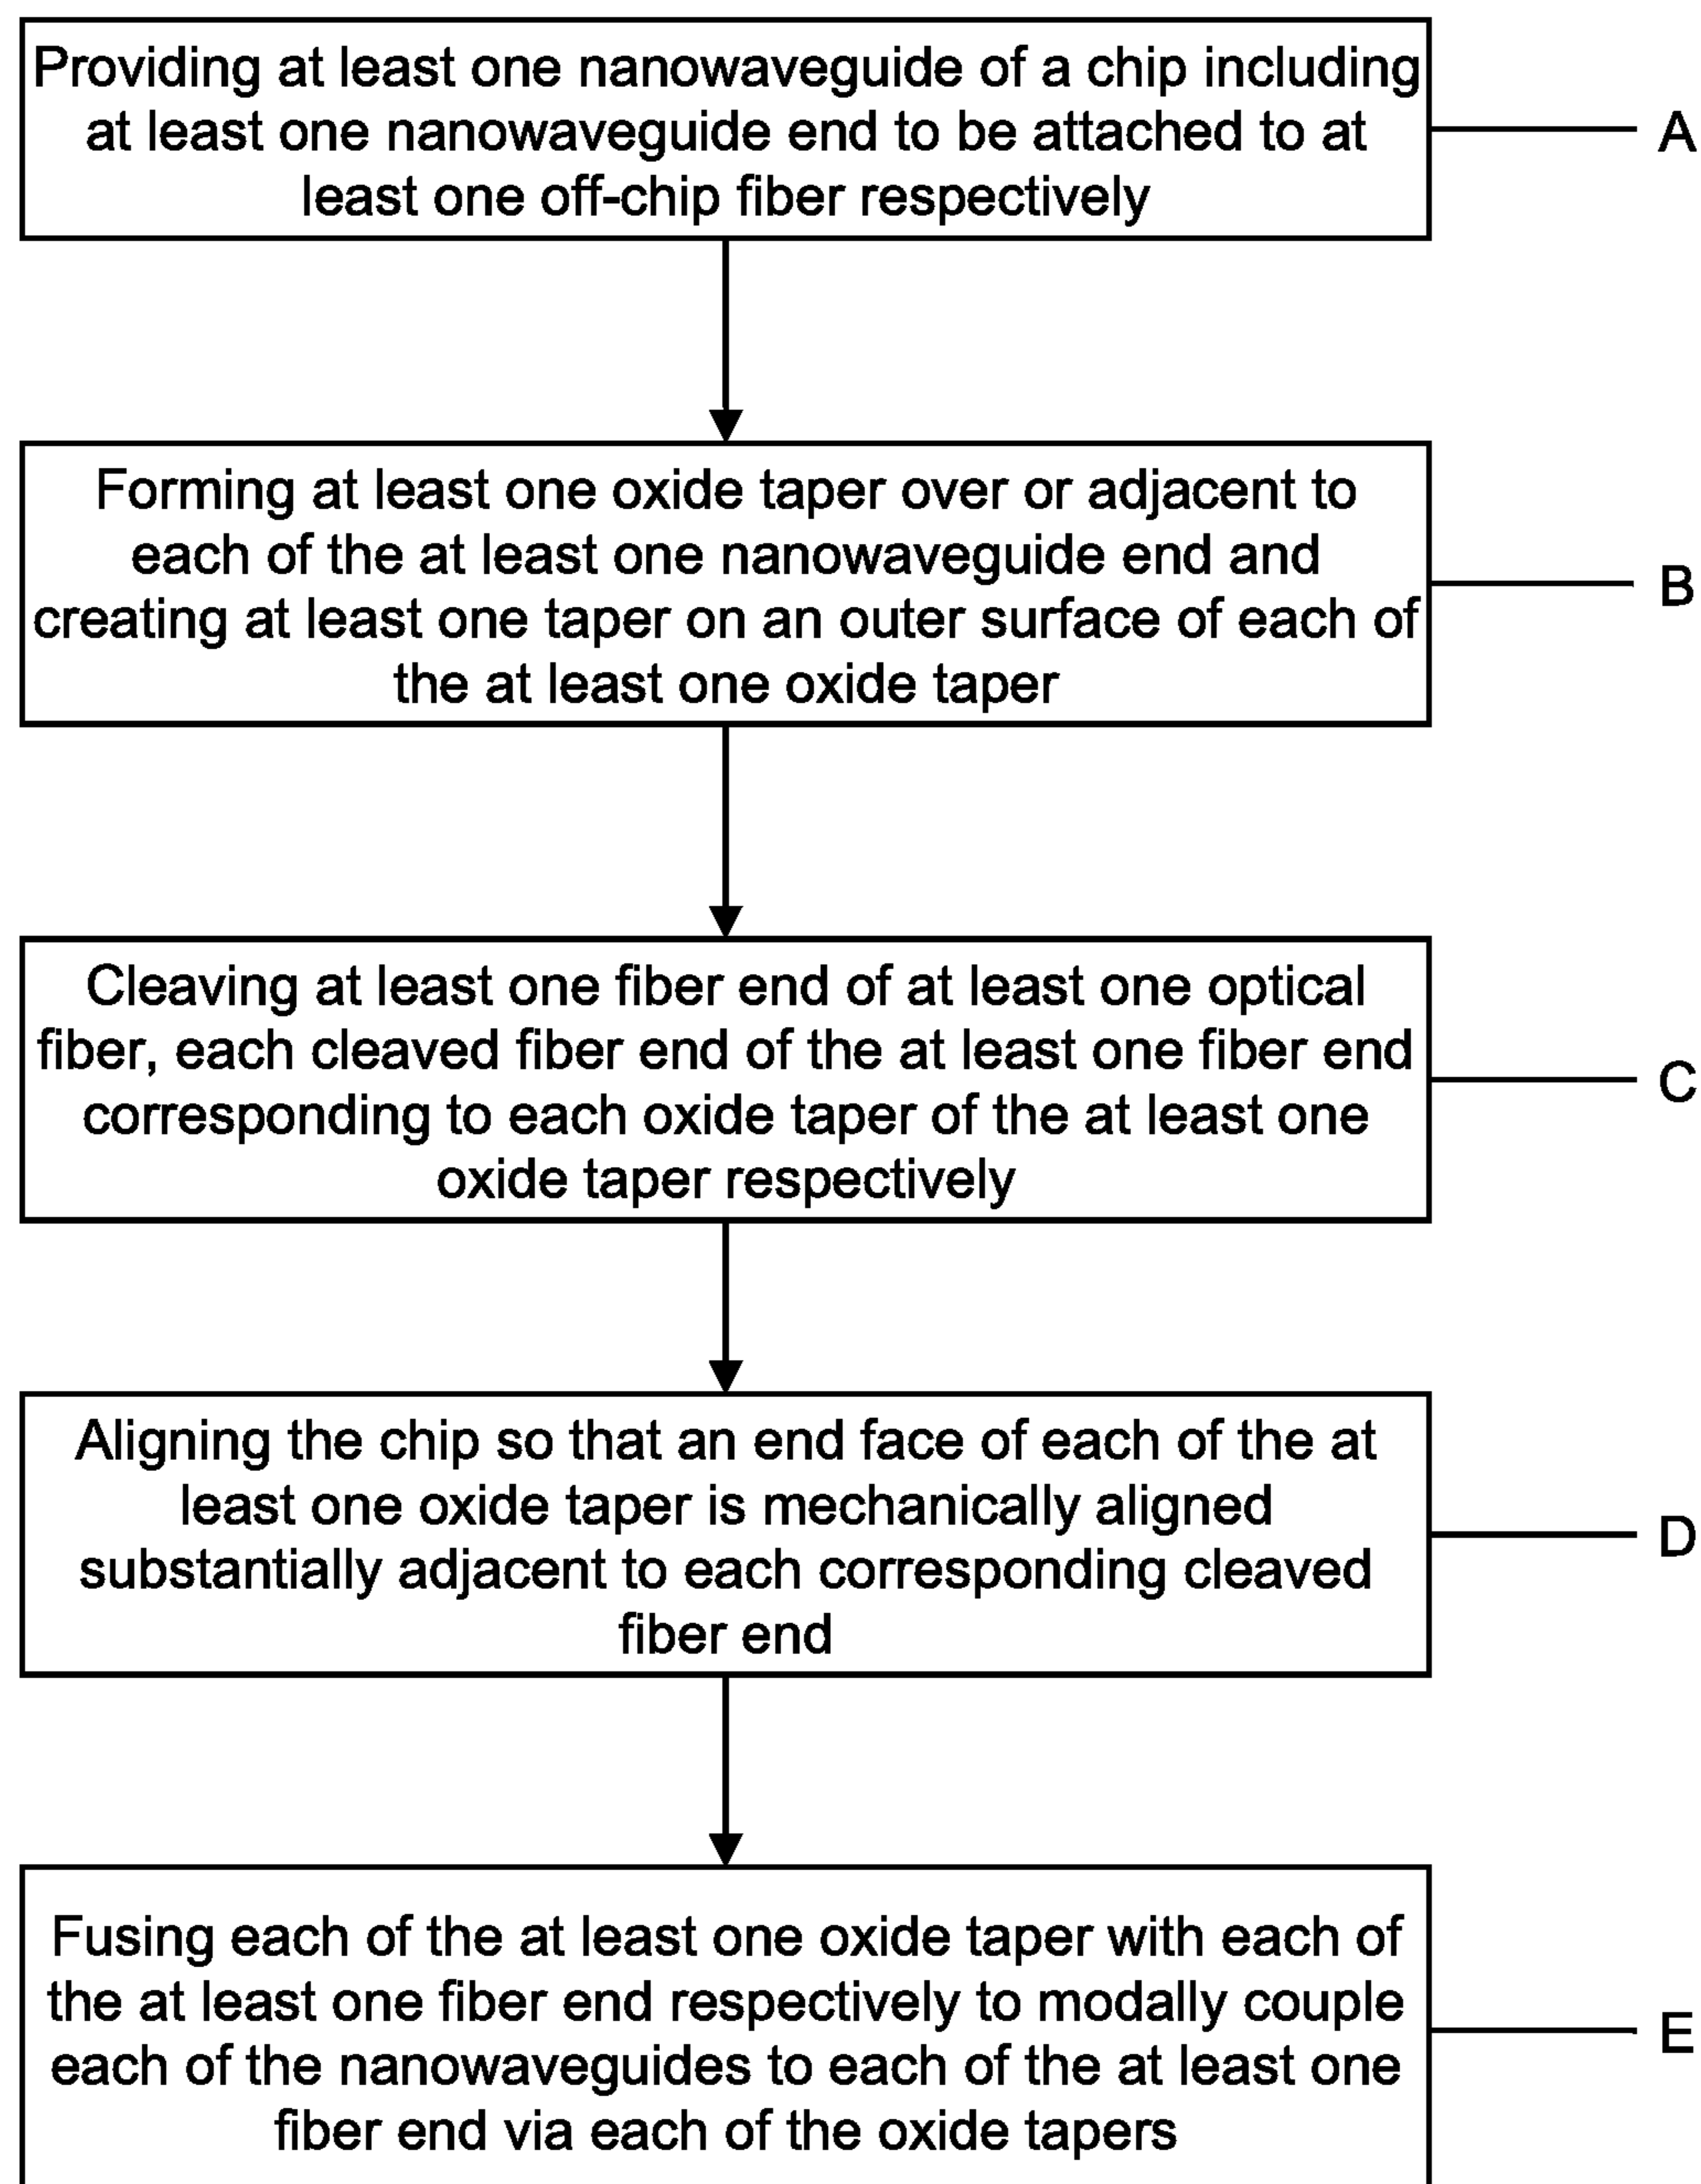 Providing at least one nanowaveguide of a chip including
at least one nanowaveguide end to be attached to at
least one off-chip fiber respectively
A
Forming at least one oxide taper over or adjacent to
each of the at least one nanowaveguide end and
creating at least one taper on an outer surface of each of
the at least one oxide taper
B
Cleaving at least one fiber end of at least one optical
fiber, each cleaved fiber end of the at least one fiber end
corresponding to each oxide taper of the at least one
oxide taper respectively
C
Aligning the chip so that an end face of each of the at
least one oxide taper is mechanically aligned
substantially adjacent to each corresponding cleaved
fiber end
D
Fusing each of the at least one oxide taper with each of
the at least one fiber end respectively to modally couple
each of the nanowaveguides to each of the at least one
fiber end via each of the oxide tapers
E